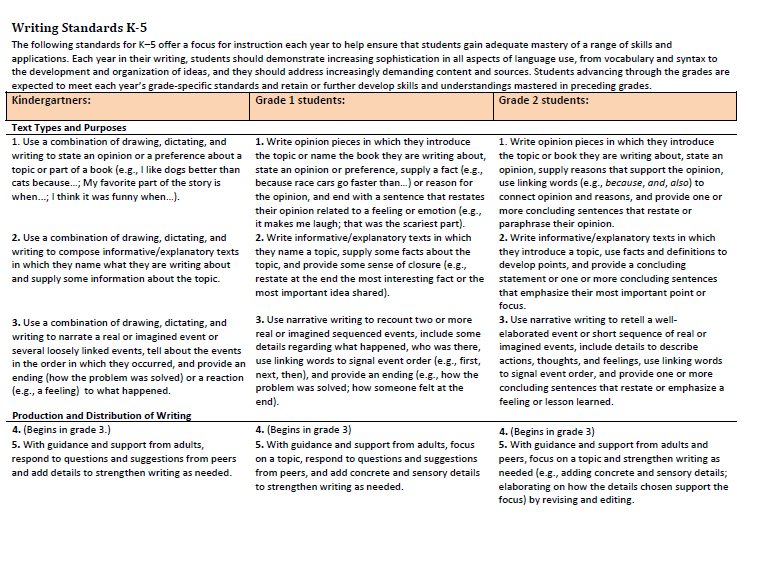 Writing Standards K-5
The following standards for K–5 offer a focus for instruction each year to help ensure that students gain adequate mastery of a range of skills and
applications. Each year in their writing, students should demonstrate increasing sophistication in all aspects of language use, from vocabulary and syntax to
the development and organization of ideas, and they should address increasingly demanding content and sources. Students advancing through the grades are
expected to meet each year's grade-specific standards and retain or further develop skills and understandings mastered in preceding grades.
Kindergartners:
Grade 1 students:
Grade 2 students:
Text Types and Purposes
1. Use a combination of drawing, dictating, and
writing to state an opinion or a preference about a
topic or part of a book (e.g., I like dogs better than
cats because…; My favorite part of the story is
when…; I think it was funny when…).
1. Write opinion pieces in which they introduce
the topic or name the book they are writing about,
state an opinion or preference, supply a fact (e.g.,
because race cars go faster than…) or reason for
the opinion, and end with a sentence that restates
their opinion related to a feeling or emotion (e.g.,
it makes me laugh; that was the scariest part).
1. Write opinion pieces in which they introduce
the topic or book they are writing about, state an
opinion, supply reasons that support the opinion,
use linking words (e.g., because, and, also) to
connect opinion and reasons, and provide one or
more concluding sentences that restate or
paraphrase their opinion.
2. Use a combination of drawing, dictating, and
writing to compose informative/explanatory texts
in which they name what they are writing about
and supply some information about the topic.
2. Write informative/explanatory texts in which
they name a topic, supply some facts about the
topic, and provide some sense of closure (e.g.,
restate at the end the most interesting fact or the
most important idea shared).
2. Write informative/explanatory texts in which
they introduce a topic, use facts and definitions to
develop points, and provide a concluding
statement or one or more concluding sentences
that emphasize their most important point or
focus.
3. Use a combination of drawing, dictating, and
writing to narrate a real or imagined event or
several loosely linked events, tell about the events
in the order in which they occurred, and provide an
ending (how the problem was solved) or a reaction
(e.g., a feeling) to what happened.
3. Use narrative writing to recount two or more
real or imagined sequenced events, include some
details regarding what happened, who was there,
use linking words to signal event order (e.g., first,
next, then), and provide an ending (e.g., how the
problem was solved; how someone felt at the
end).
3. Use narrative writing to retell a well-
elaborated event or short sequence of real or
imagined events, include details to describe
actions, thoughts, and feelings, use linking words
to signal event order, and provide one or more
concluding sentences that restate or emphasize a
feeling or lesson learned.
Production and Distribution of Writing
4. (Begins in grade 3.)
4. (Begins in grade 3)
4. (Begins in grade 3)
5. With guidance and support from adults,
respond to questions and suggestions from peers
and add details to strengthen writing as needed.
5. With guidance and support from adults, focus
on a topic, respond to questions and suggestions
from peers, and add concrete and sensory details
to strengthen writing as needed.
5. With guidance and support from adults and
peers, focus on a topic and strengthen writing as
needed (e.g., adding concrete and sensory details;
elaborating on how the details chosen support the
focus) by revising and editing.